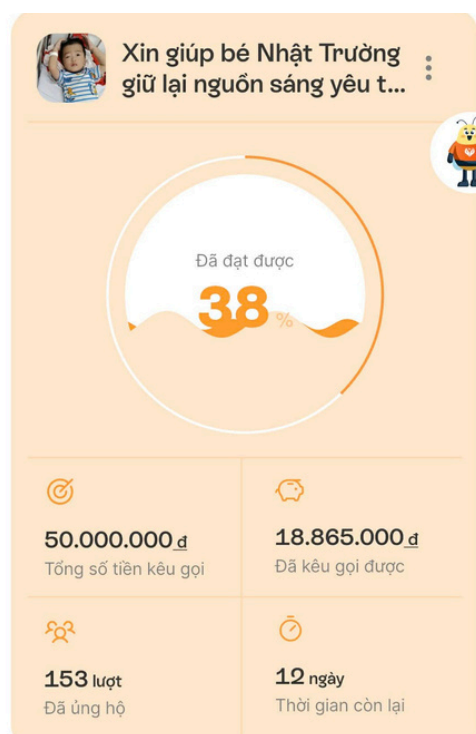 Xin giúp bé Nhật Trường
giữ lại nguồn sáng yêu t...
Đã đạt được
38 %
50.000.000 đ
Tổng số tiền kêu gọi
18.865.000 đ
Đã kêu gọi được
153 lượt
Đã ủng hộ
12 ngày
Thời gian còn lại